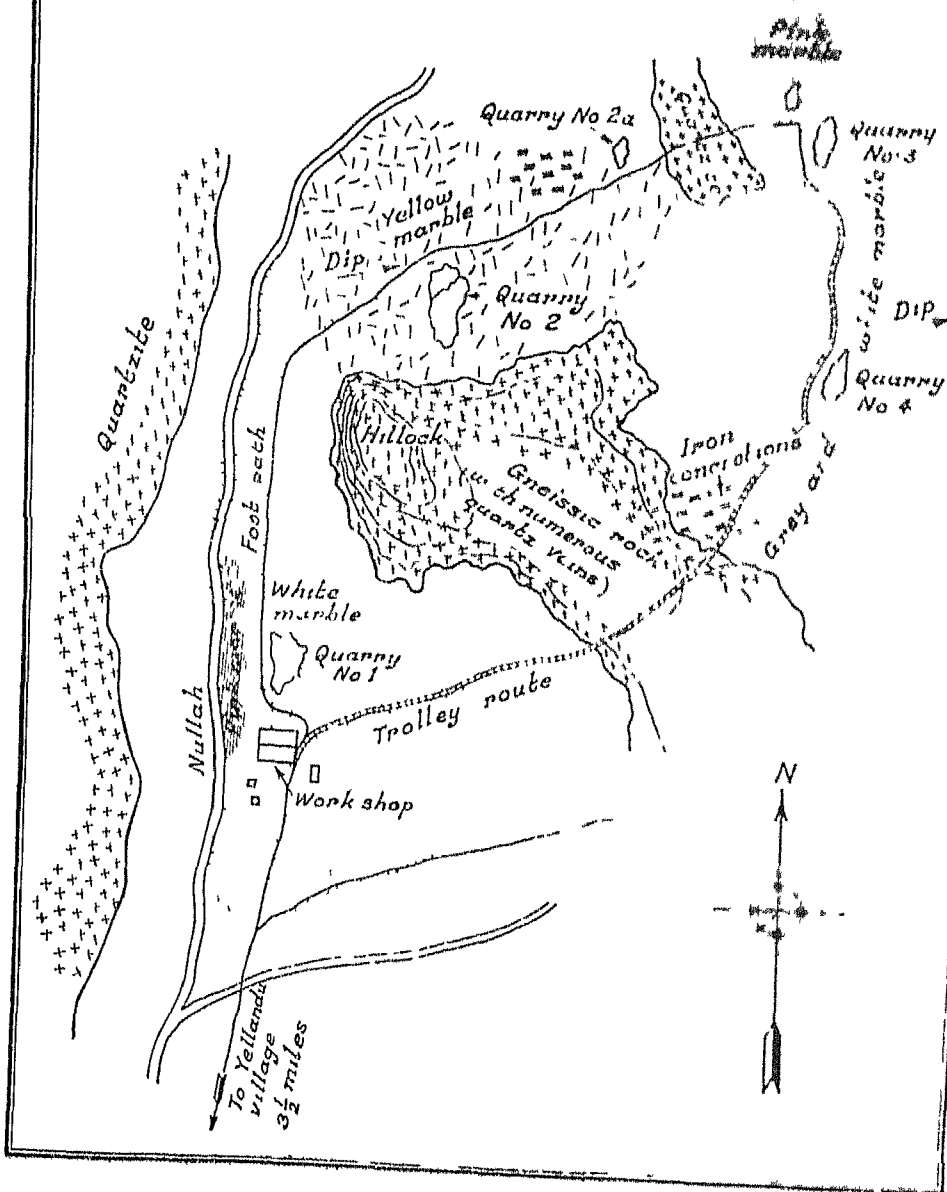 Pink
marble
Quarry No 2a
Quarry
No 3
Yellow
marble
Dip
Quarry
No 2
white marble
Dip
Quarry
No 4
Quartzite
Hillock
Iron
Grey and
Gneissic rock
with numerous
quartz veins)
Foot path
White
marble
Quarry
No 1
Nullah
Trolley route
Work shop
N
To Yellandu
village
3 1/2 miles